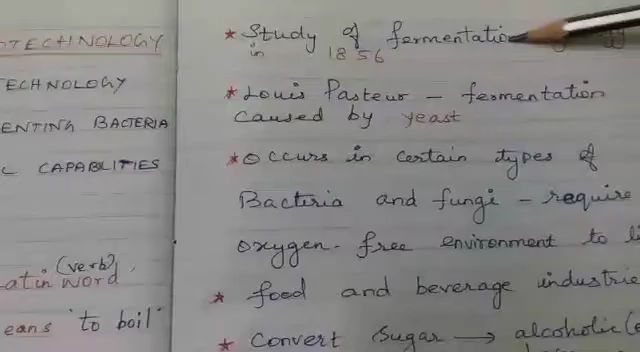 TECHNOLOGY
ECHNOLOGY
ENTING BACTERIA
CAPABILITIES
(verb)
atin word
eans 'to boil'
* Study of fermentation
in 1856
* Louis Pasteur - fermentation
caused by yeast
* Occurs in certain types of
Bacteria and fungi - require
oxygen-free environment to li
* food and beverage industrie
* Convert sugar → alcoholic (e